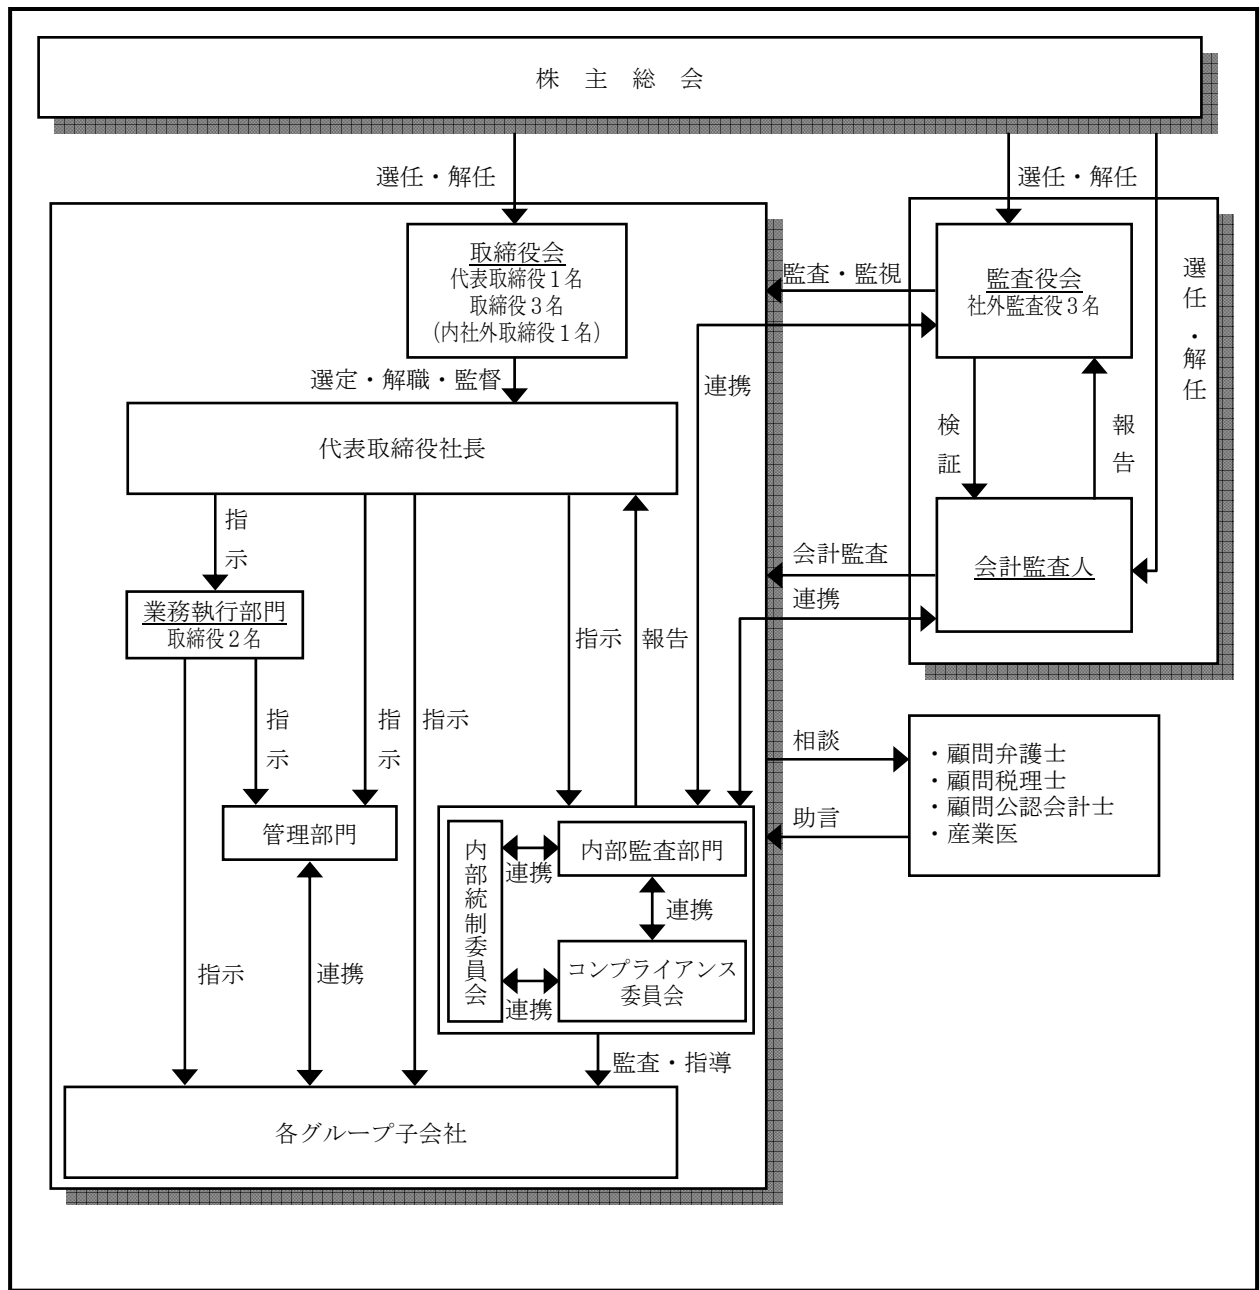 株 主 総 会
選任・解任
選任・解任
選任・解任
取締役会
代表取締役１名
取締役３名
(内社外取締役１名)
監査・監視
監査役会
社外監査役３名
選定・解職・監督
連携
検証
報告
代表取締役社長
指示
会計監査
会計監査人
連携
業務執行部門
取締役２名
指示
報告
指示
指示
指示
相談
・顧問弁護士
・顧問税理士
・顧問公認会計士
・産業医
助言
管理部門
内部統制委員会
連携
内部監査部門
連携
連携
コンプライアンス
委員会
指示
連携
監査・指導
各グループ子会社